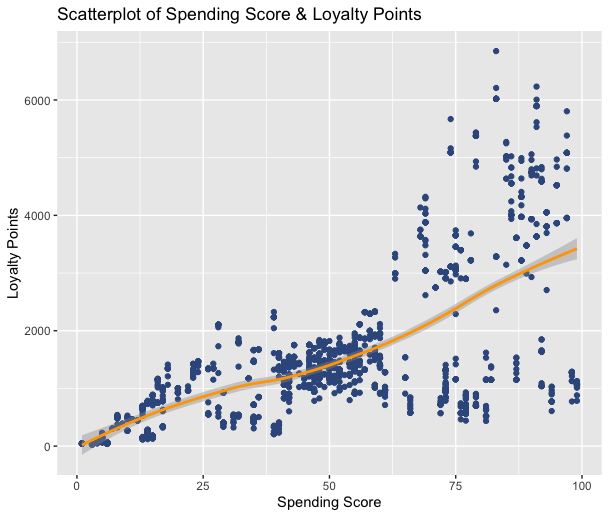 Scatterplot of Spending Score & Loyalty Points
Loyalty Points
6000
4000
2000
0
0 25 50 75 100
Spending Score